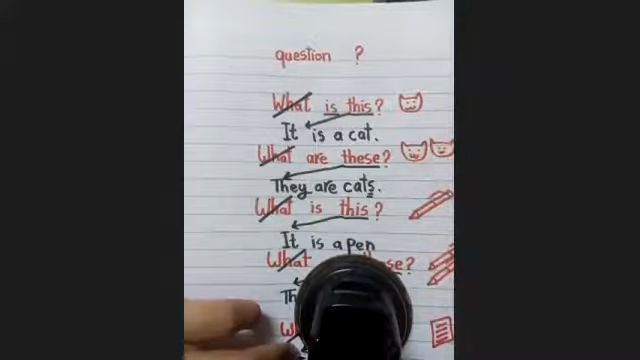 question ?
What is this?
It is a cat.
What are these?
They are cats.
What is this?
It is a pen
What